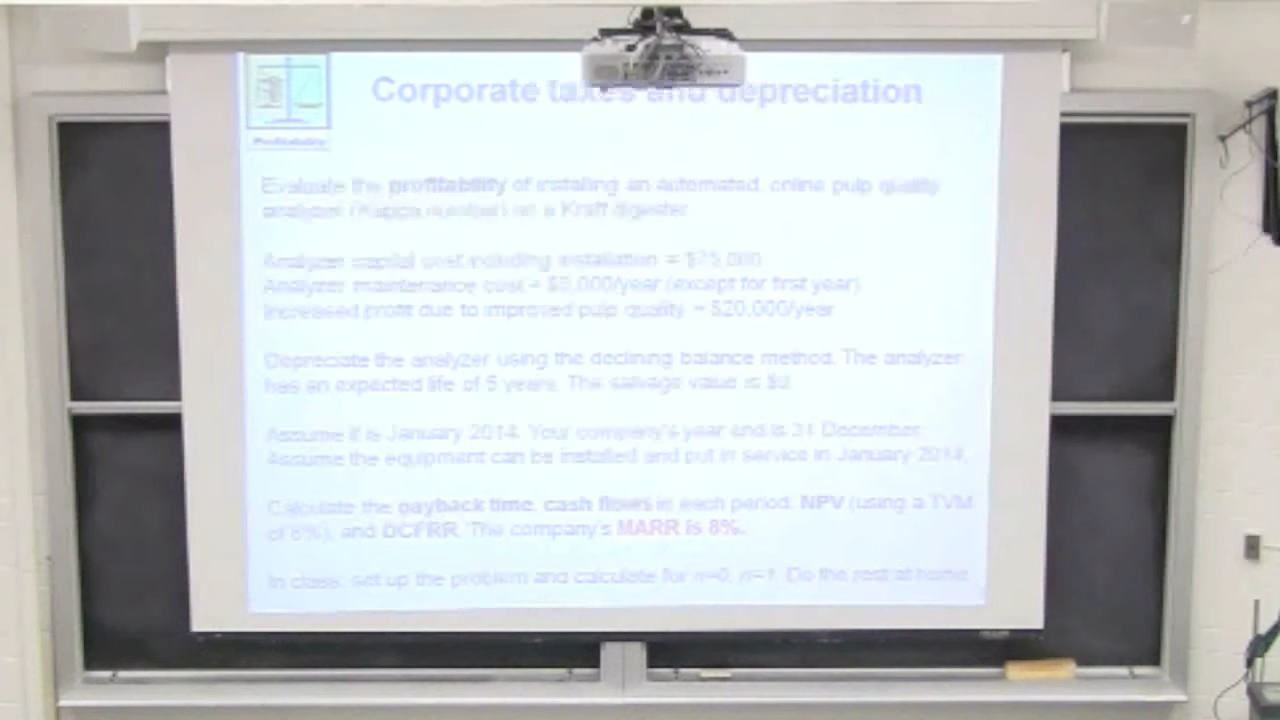 Corporate taxes and depreciation
Profitability
Evaluate the profitability of installing an automated, online pulp quality
analyzer (Kappa number) on a Kraft digester
Analyzer capital cost including installation = $75,000
Analyzer maintenance cost = /year (except for first year)
Increased profit due to improved pulp quality = $20,000/year
Depreciate the analyzer using the declining balance method. The analyzer
has an expected life of 5 years. The salvage value is $0
Assume it is January 2014. Your company's year end is 31 December.
Assume the equipment can be installed and put in service in January 2014.
Calculate the payback time, cash flows in each period, NPV (using a TVM
of 8%), and DCFRR. The company's MARR is 8%.
In class: set up the problem and calculate for n=0, n=1. Do the rest at home.